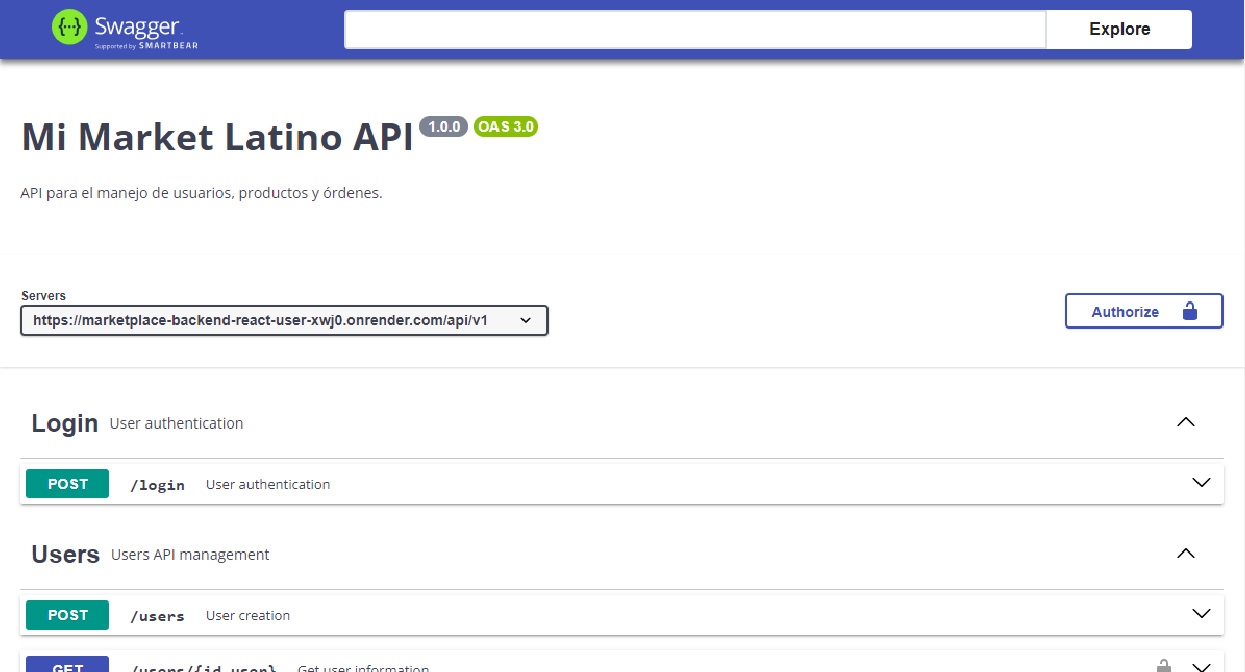 Swagger.
Supported by SMARTBEAR
Explore
Mi Market Latino API 1.0.0 OAS 3.0
API para el manejo de usuarios, productos y órdenes.
Servers
https://marketplace-backend-react-user-xwj0.onrender.com/api/v1
Authorize
Login User authentication
POST /login User authentication
Users Users API management
POST /users User creation
GET /users/{id_user} Get user information